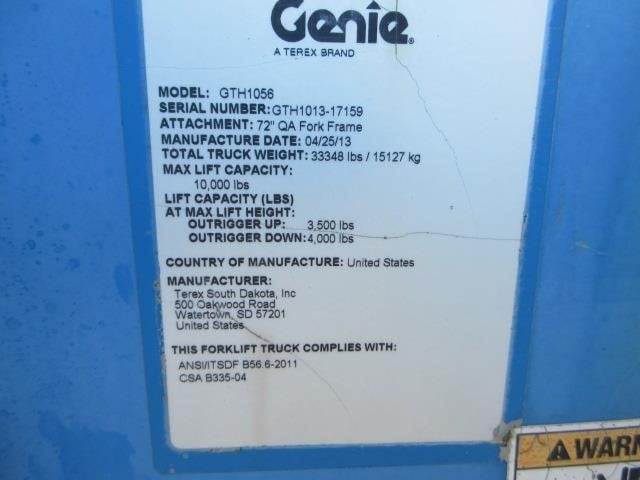 Genie®
A TEREX BRAND
MODEL: GTH1056
SERIAL NUMBER:GTH1013-17159
ATTACHMENT: 72" QA Fork Frame
MANUFACTURE DATE: 04/25/13
TOTAL TRUCK WEIGHT: 33348 lbs / 15127 kg
MAX LIFT CAPACITY:
10,000 lbs
LIFT CAPACITY (LBS)
AT MAX LIFT HEIGHT:
OUTRIGGER UP: 3,500 lbs
OUTRIGGER DOWN:4,000 lbs
COUNTRY OF MANUFACTURE: United States
MANUFACTURER:
Terex South Dakota, Inc
500 Oakwood Road
Watertown, SD 57201
United States
THIS FORKLIFT TRUCK COMPLIES WITH:
ANSI/ITSDF B56.6-2011
CSA B335-04
WARN